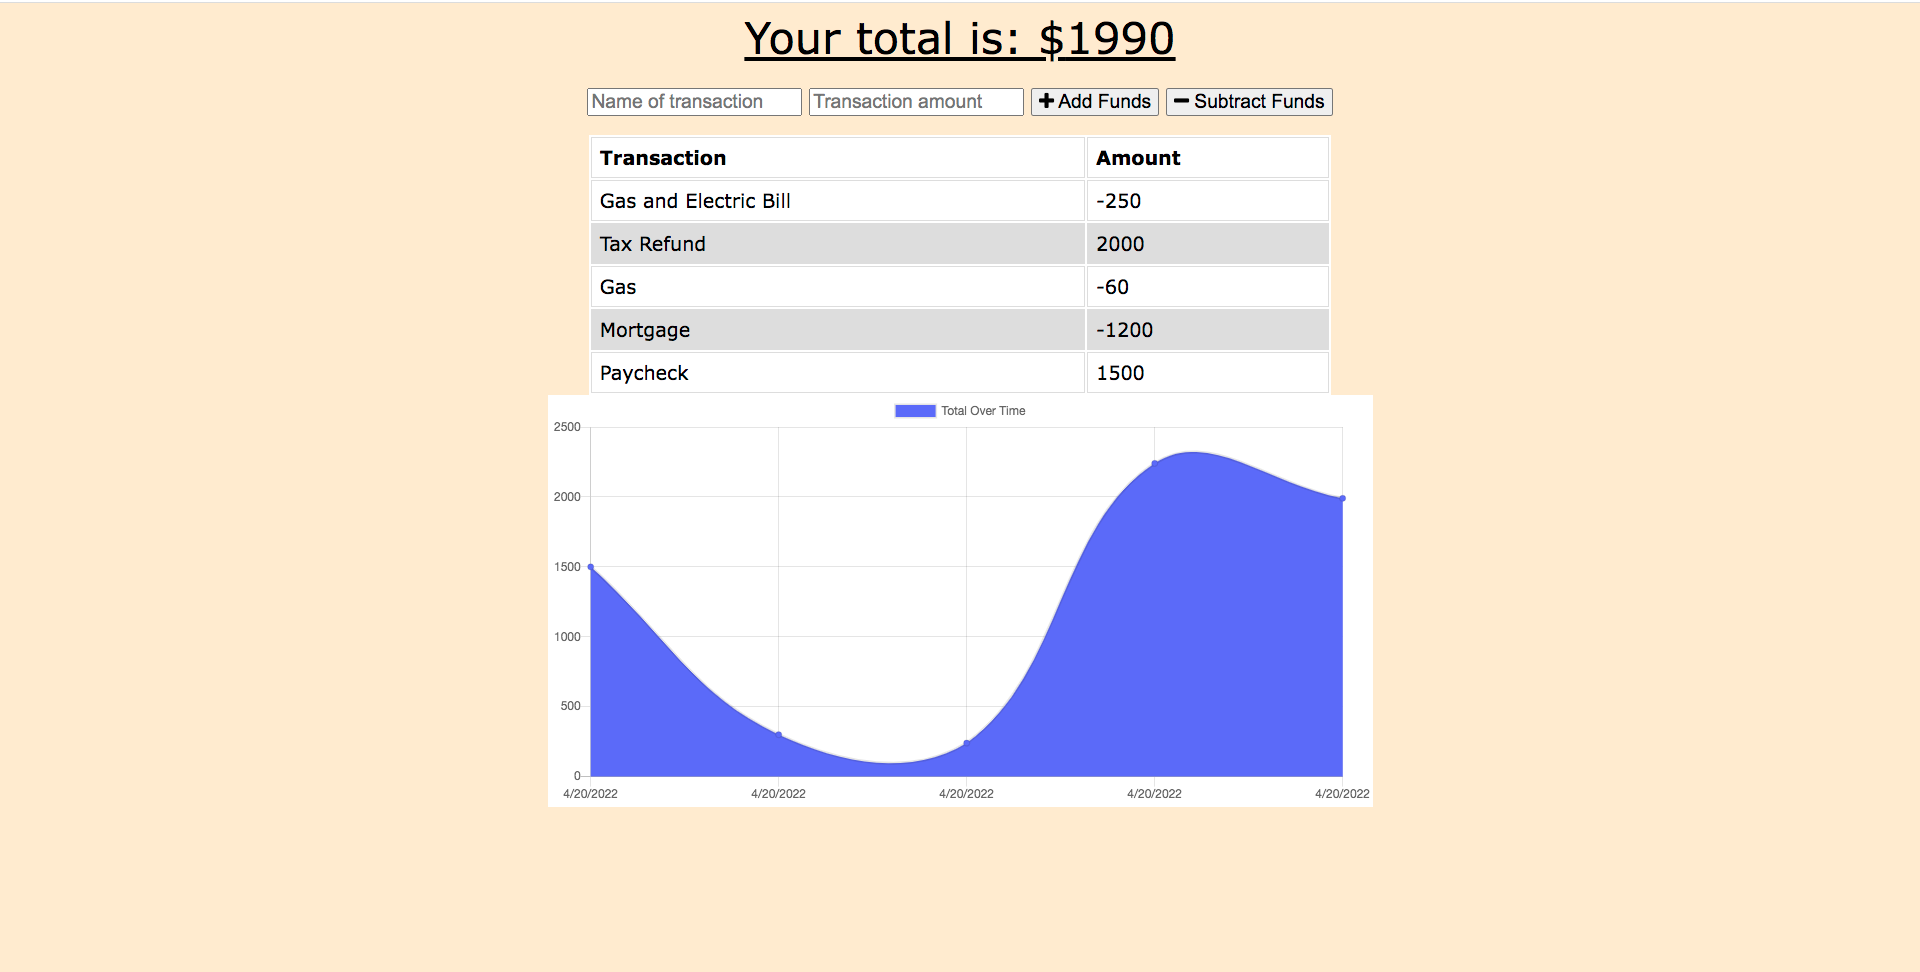 Your total is: $1990
Name of transaction Transaction amount Add Funds Subtract Funds
Transaction Amount
Gas and Electric Bill -250
Tax Refund 2000
Gas -60
Mortgage -1200
Paycheck 1500
Total Over Time
2500
2000
1500
1000
500
0
4/20/2022 4/20/2022 4/20/2022 4/20/2022 4/20/2022